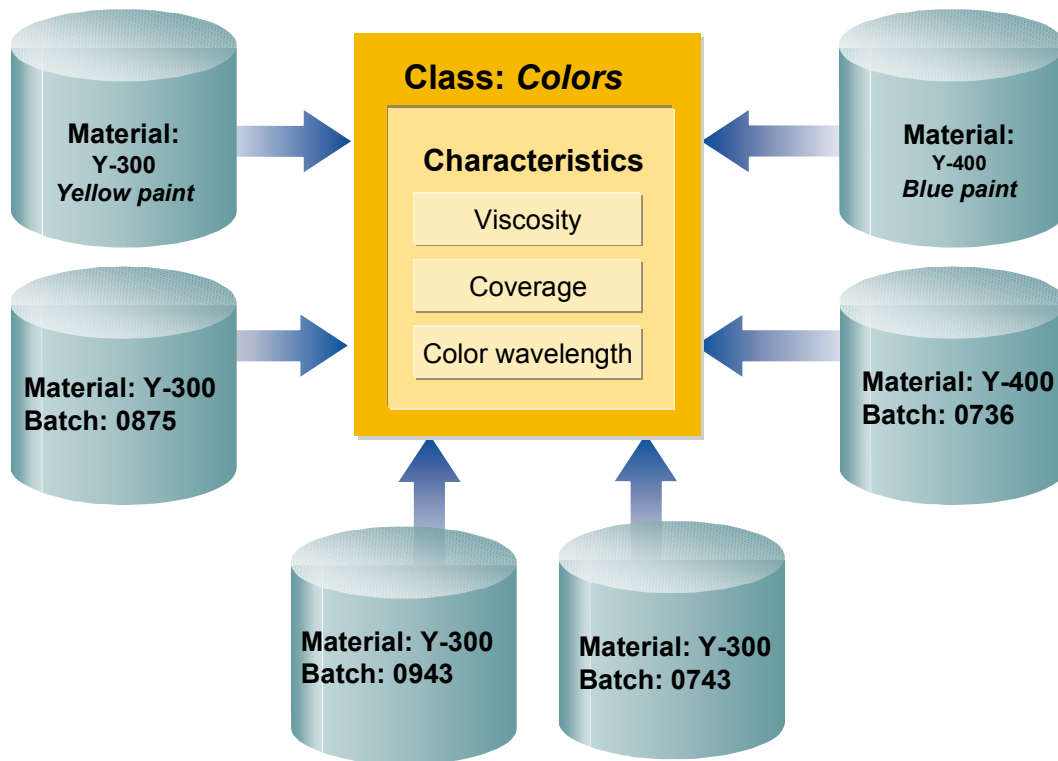 Class: Colors
Characteristics
Viscosity
Coverage
Color wavelength
Material:
Y-300
Yellow paint
Material:
Y-400
Blue paint
Material: Y-300
Batch: 0875
Material: Y-400
Batch: 0736
Material: Y-300
Batch: 0943
Material: Y-300
Batch: 0743